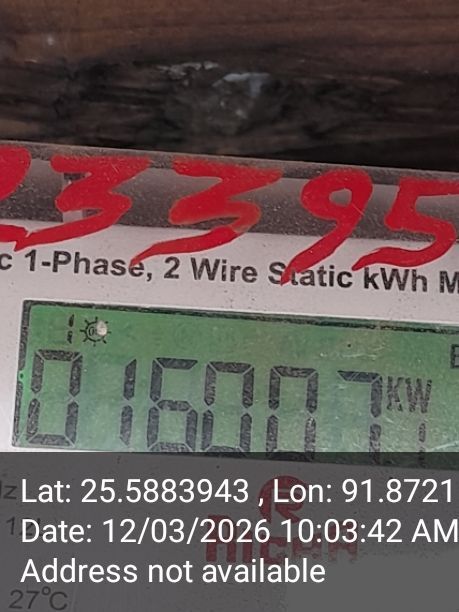 23395
c 1-Phase, 2 Wire Static kWh M
1
016007 KW
Lat: 25.5883943 , Lon: 91.8721
Date: 12/03/2026 10:03:42 AM
Address not available
27°C